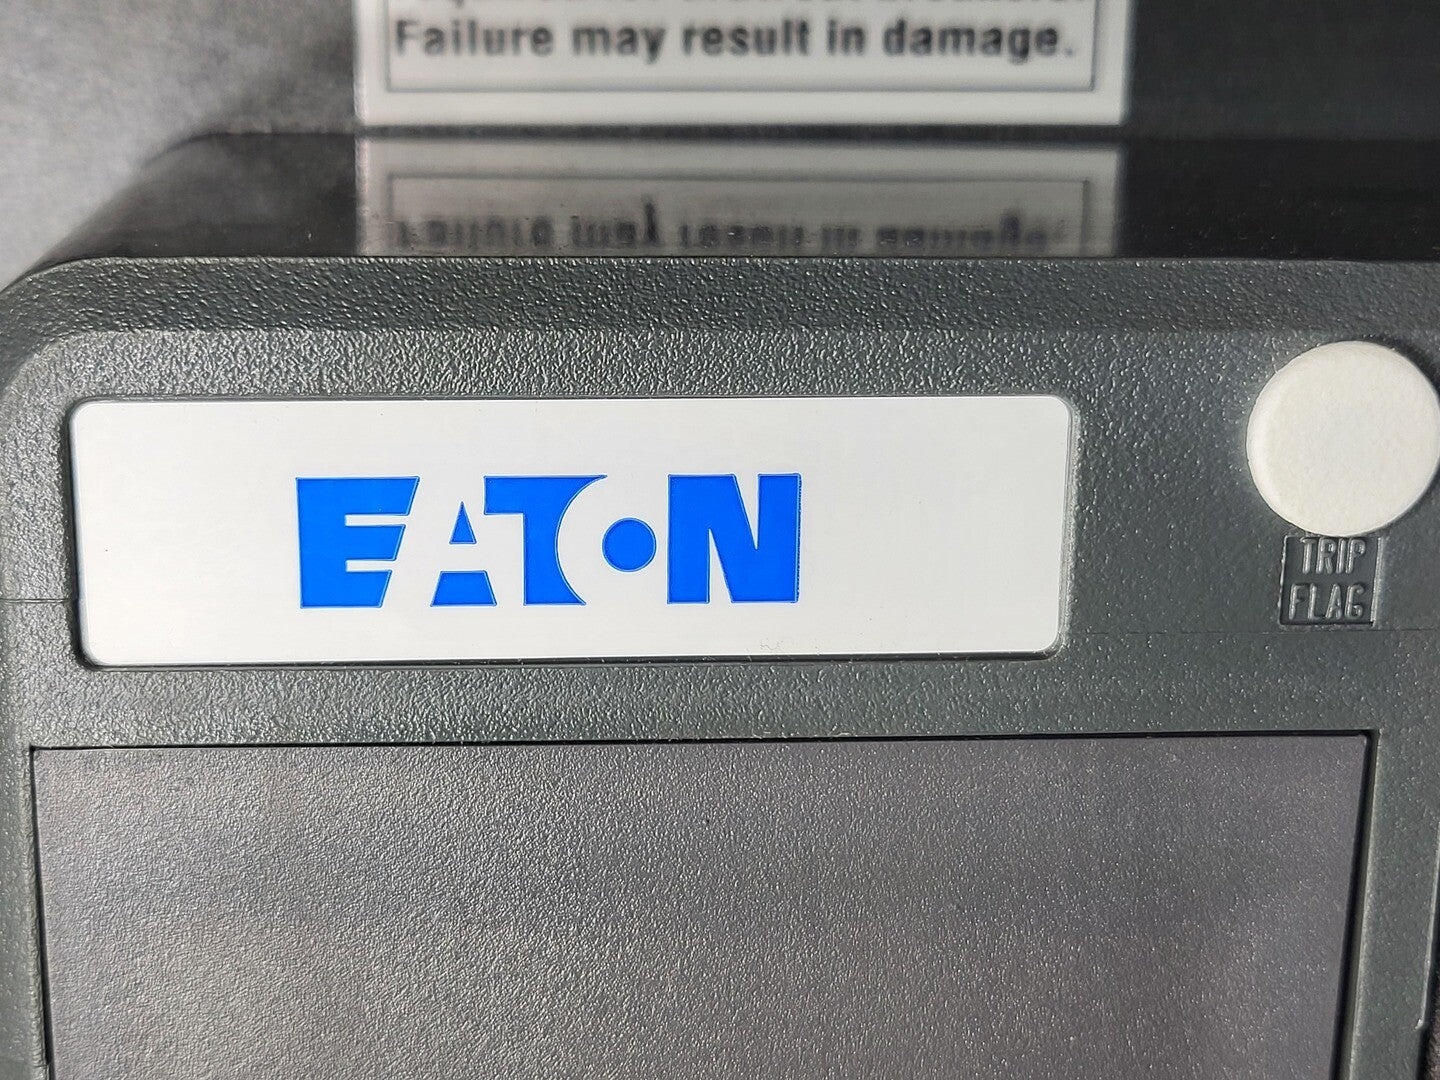 Failure may result in damage.
EATON
TRIP
FLAG